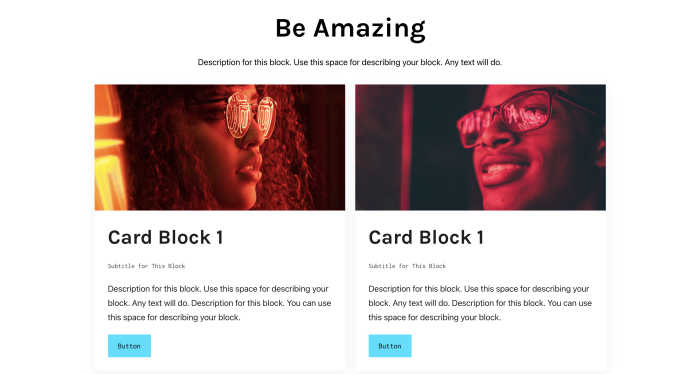 Be Amazing
Description for this block. Use this space for describing your block. Any text will do.
Card Block 1
Subtitle for This Block
Description for this block. Use this space for describing your
block. Any text will do. Description for this block. You can use
this space for describing your block.
Button
Card Block 1
Subtitle for This Block
Description for this block. Use this space for describing your
block. Any text will do. Description for this block. You can use
this space for describing your block.
Button